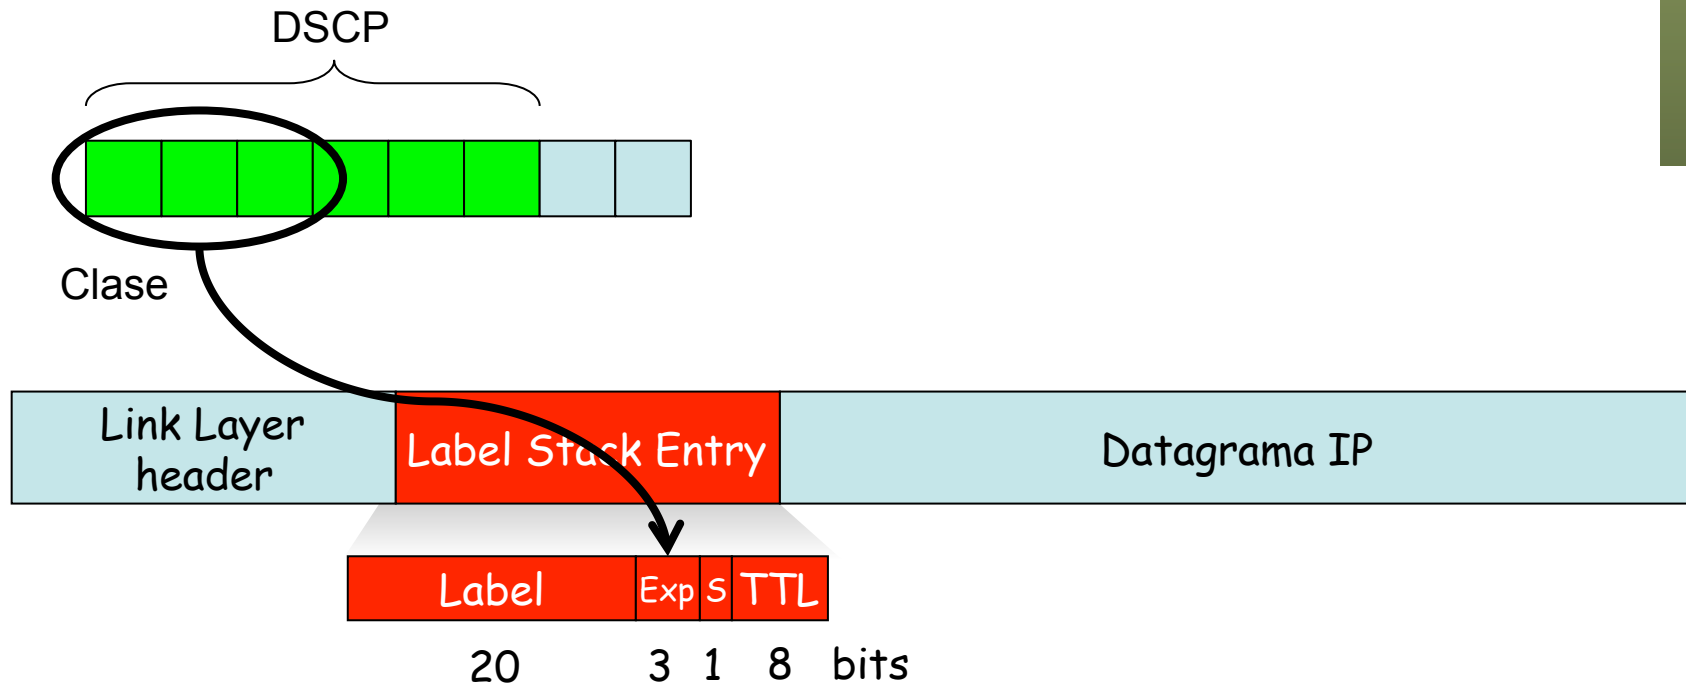 DSCP
Clase
Link Layer
header
Label Stack Entry
Datagrama IP
Label Exp S TTL
20 3 1 8 bits